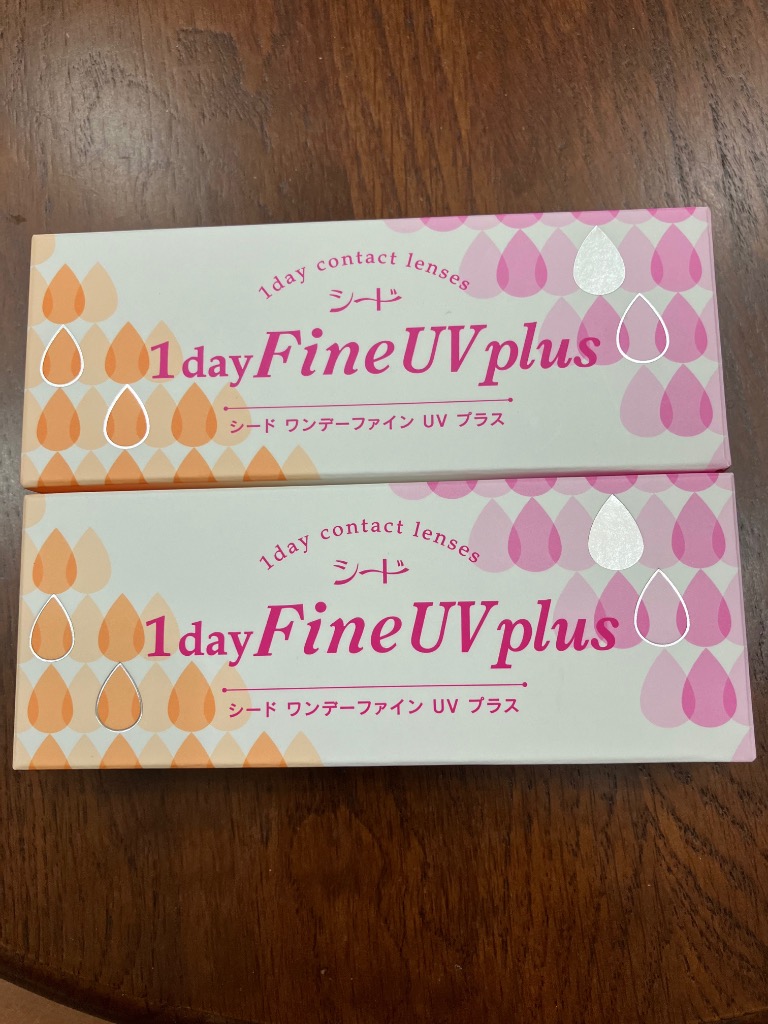 1day contact lenses
シード
1day Fine UV plus
シード ワンデーファイン UV プラス
1day contact lenses
シード
1day Fine UV plus
シード ワンデーファイン UV プラス